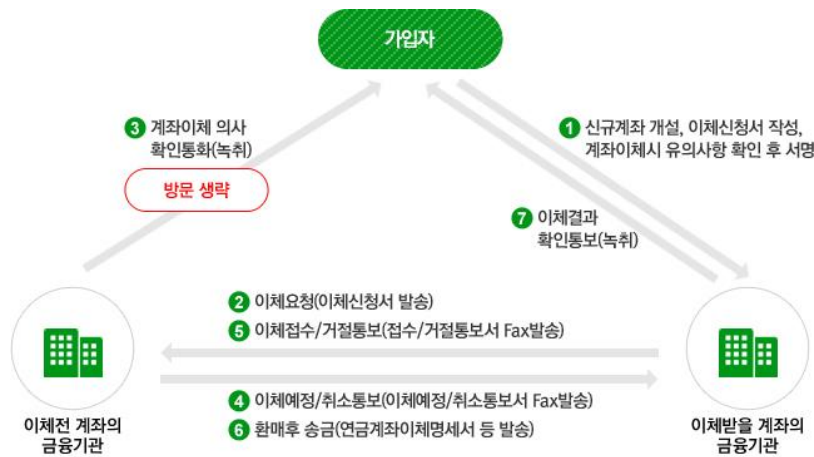 가입자
3 계좌이체 의사
확인통화(녹취)
방문 생략
1 신규계좌 개설, 이체신청서 작성,
계좌이체시 유의사항 확인 후 서명
7 이체결과
확인통보(녹취)
2 이체요청(이체신청서 발송)
5 이체접수/거절통보(접수/거절통보서 Fax발송)
4 이체예정/취소통보(이체예정/취소통보서 Fax발송)
6 환매후 송금(연금계좌이체명세서 등 발송)
이체전 계좌의
금융기관
이체받을 계좌의
금융기관